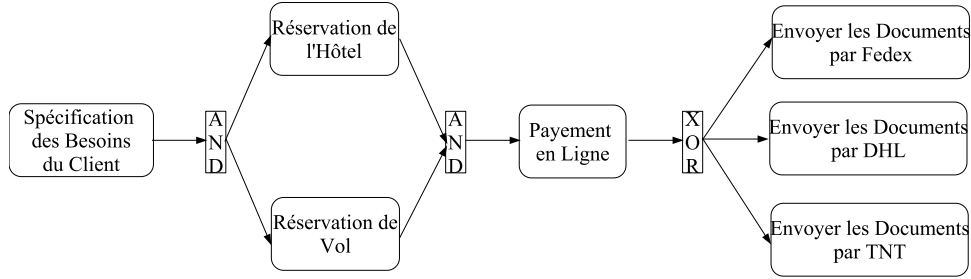 Spécification
des Besoins
du Client
A
N
D
Réservation de
l'Hôtel
Réservation de
Vol
A
N
D
Payement
en Ligne
X
O
R
Envoyer les Documents
par Fedex
Envoyer les Documents
par DHL
Envoyer les Documents
par TNT